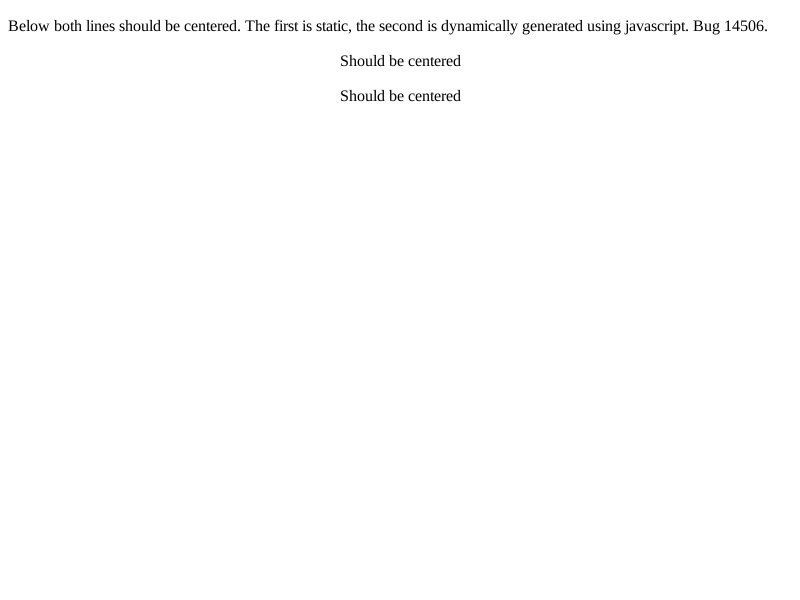 Below both lines should be centered. The first is static, the second is dynamically generated using javascript. Bug 14506.
Should be centered
Should be centered